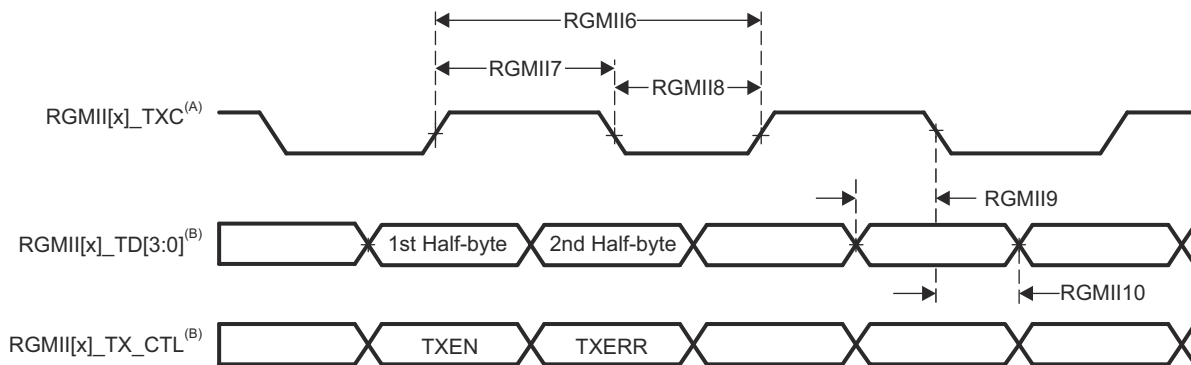 RGMII6
RGMII7
RGMII8
RGMII[x]_TXC(A)
RGMII9
RGMII[x]_TD[3:0](B)
1st Half-byte
2nd Half-byte
RGMII10
RGMII[x]_TX_CTL(B)
TXEN
TXERR